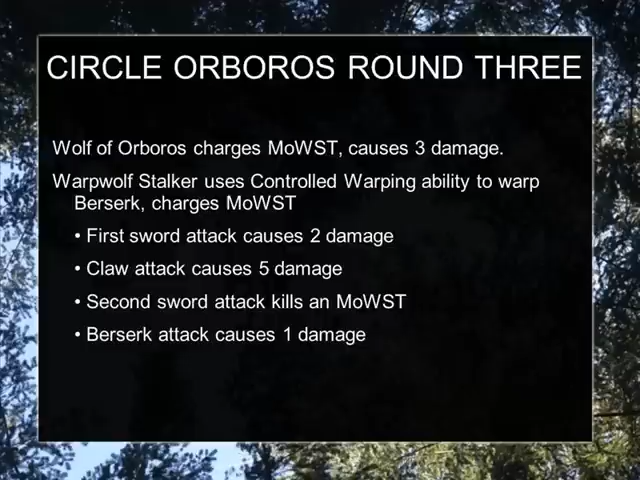 CIRCLE ORBOROS ROUND THREE
Wolf of Orboros charges MoWST, causes 3 damage.
Warpwolf Stalker uses Controlled Warping ability to warp
Berserk, charges MoWST
• First sword attack causes 2 damage
• Claw attack causes 5 damage
• Second sword attack kills an MoWST
• Berserk attack causes 1 damage